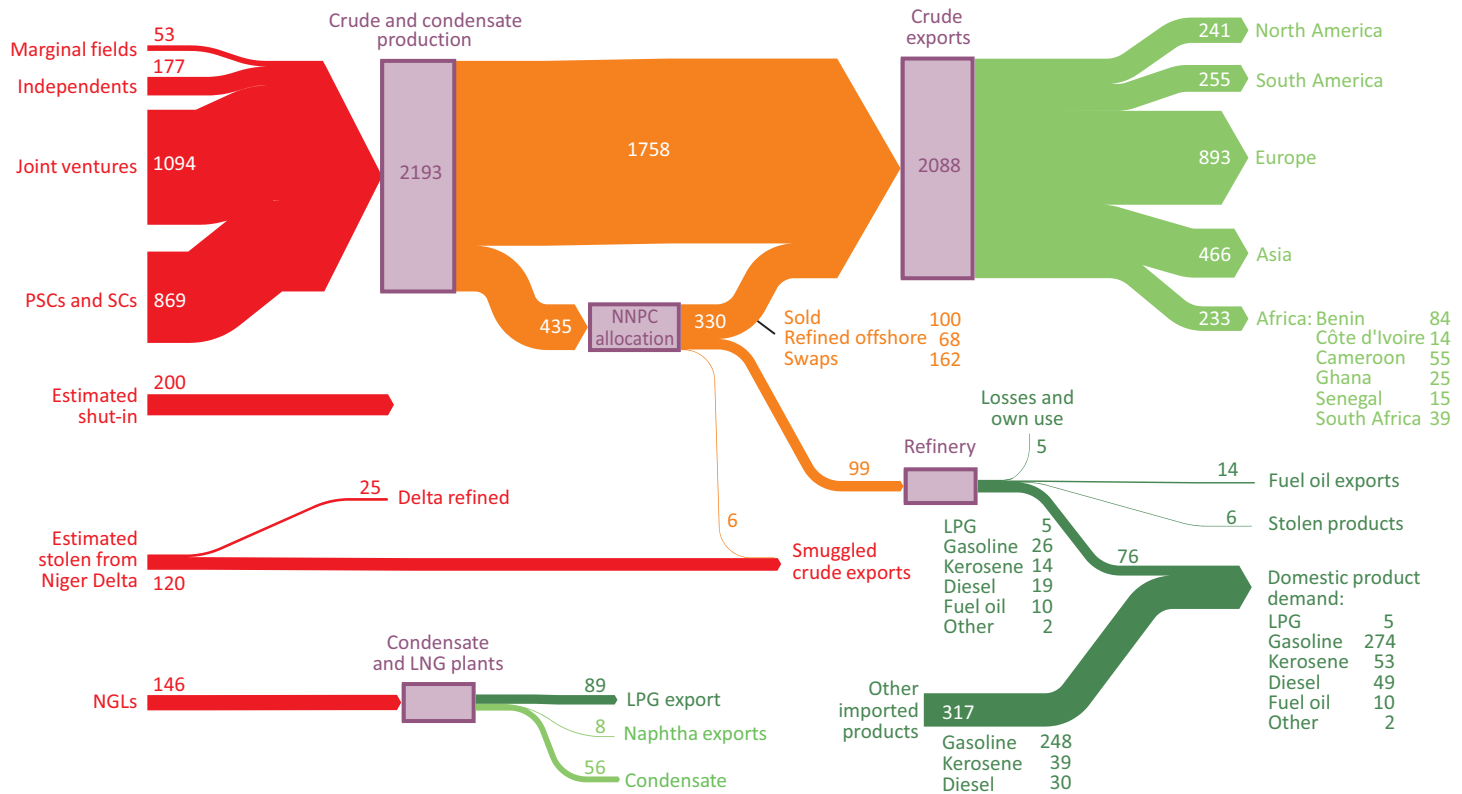 Crude and condensate
production
Crude
exports
53
Marginal fields
177
Independents
Joint ventures
1094
PSCs and SCs
869
2193
1758
2088
241
North America
255
South America
893
Europe
466
Asia
233
Africa:
Benin 84
Côte d'Ivoire 14
Cameroon 55
Ghana 25
Senegal 15
South Africa 39
435
NNPC
allocation
330
Sold 100
Refined offshore 68
Swaps 162
200
Estimated
shut-in
25
Delta refined
Estimated
stolen from
Niger Delta
120
6
Smuggled
crude exports
99
Refinery
Losses and
own use
5
14
Fuel oil exports
6
Stolen products
76
LPG 5
Gasoline 26
Kerosene 14
Diesel 19
Fuel oil 10
Other 2
Domestic product
demand:
LPG 5
Gasoline 274
Kerosene 53
Diesel 49
Fuel oil 10
Other 2
Condensate
and LNG plants
146
NGLs
89
LPG export
8
Naphtha exports
56
Condensate
Other
imported
products
317
Gasoline 248
Kerosene 39
Diesel 30